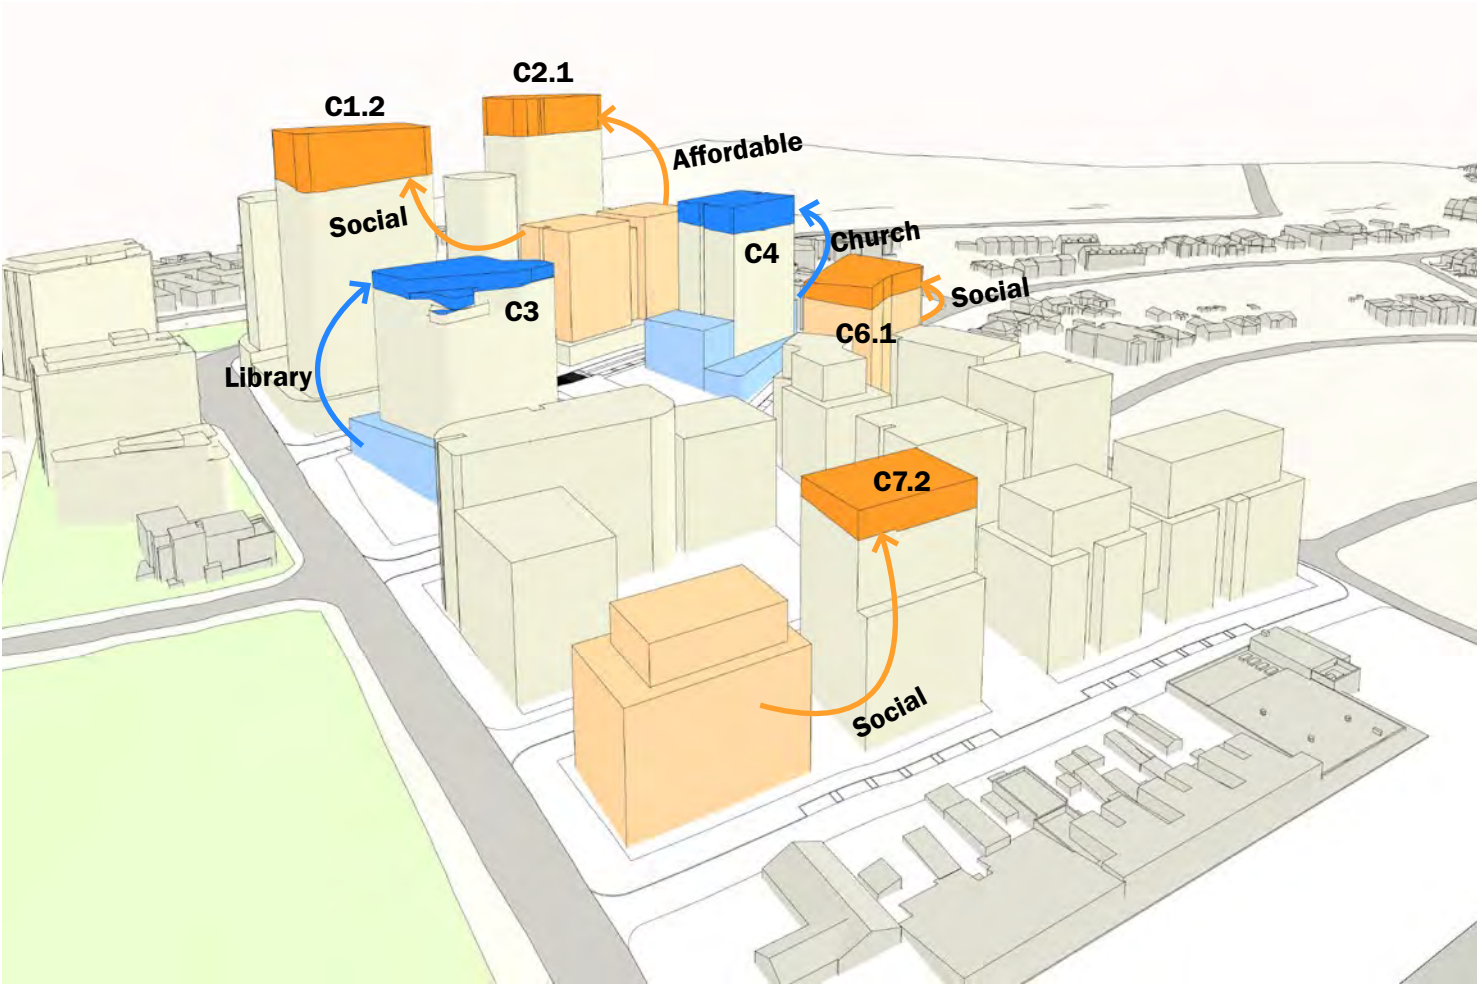 C2.1
C1.2
Affordable
Social
Church
C4
Social
C3
C6.1
Library
C7.2
Social